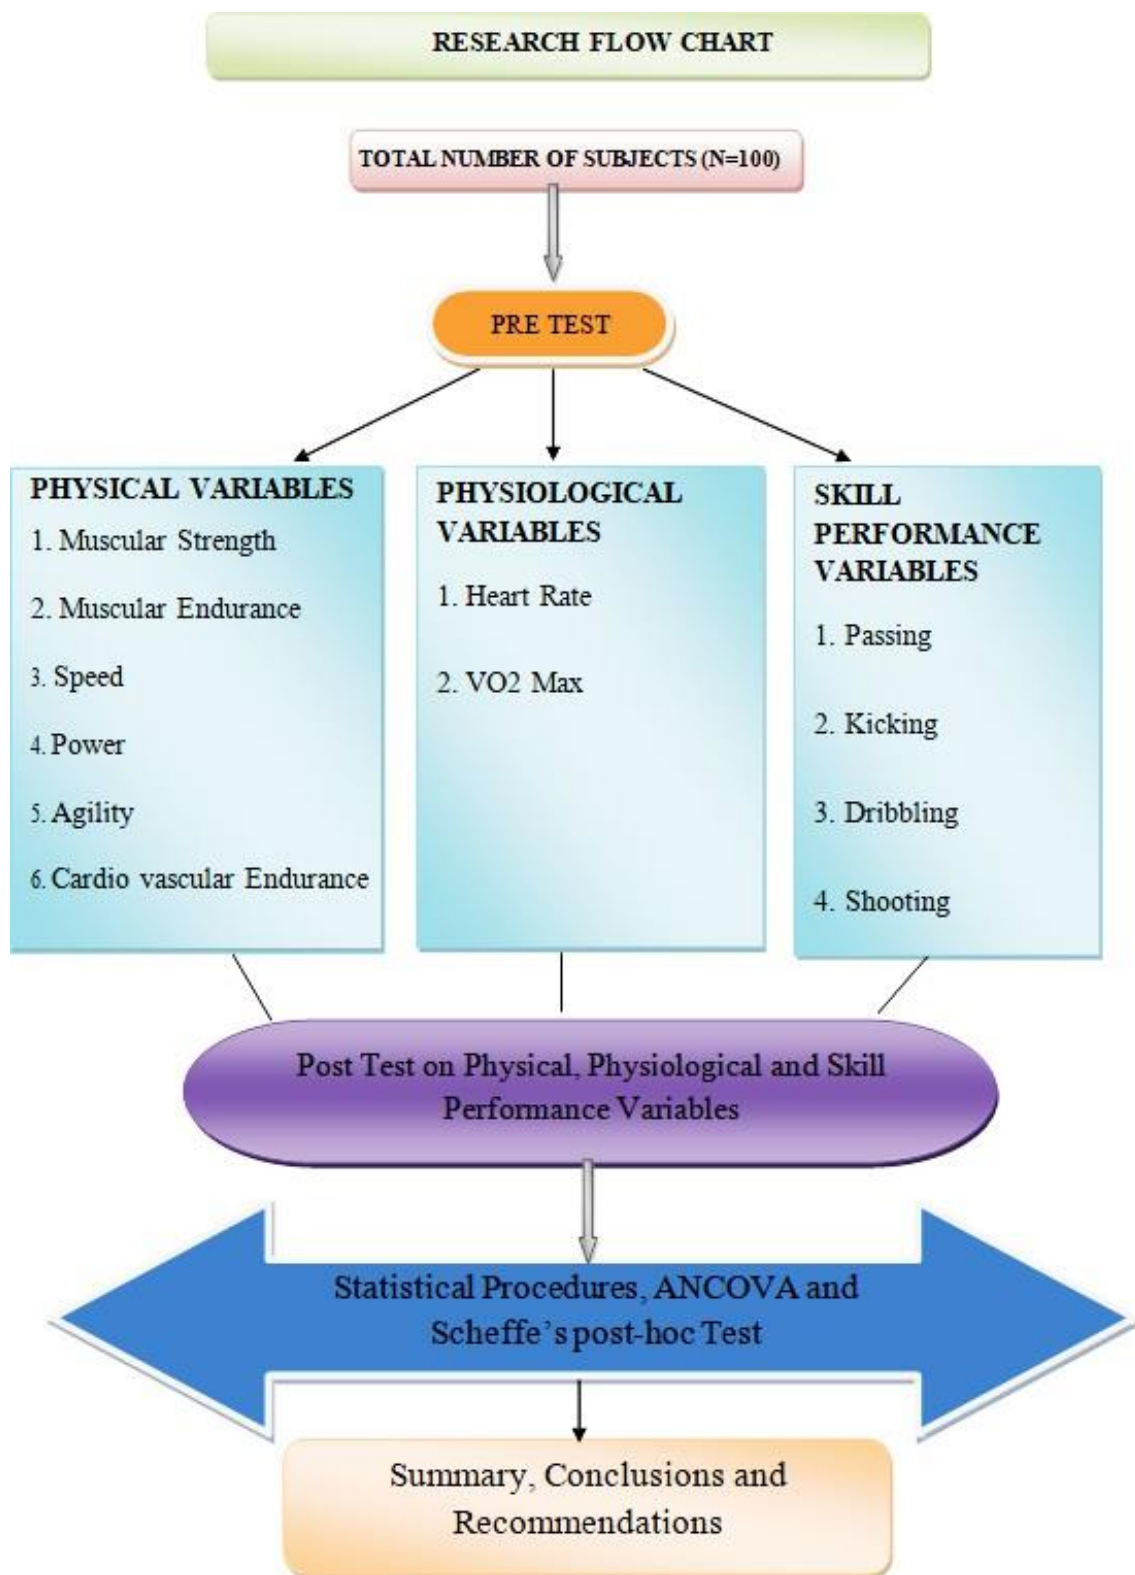 RESEARCH FLOW CHART
TOTAL NUMBER OF SUBJECTS (N=100)
PRE TEST
PHYSICAL VARIABLES
1. Muscular Strength
2. Muscular Endurance
3. Speed
4. Power
5. Agility
6. Cardio vascular Endurance
PHYSIOLOGICAL
VARIABLES
1. Heart Rate
2. VO2 Max
SKILL
PERFORMANCE
VARIABLES
1. Passing
2. Kicking
3. Dribbling
4. Shooting
Post Test on Physical, Physiological and Skill
Performance Variables
Statistical Procedures, ANCOVA and
Scheffe’s post-hoc Test
Summary, Conclusions and
Recommendations